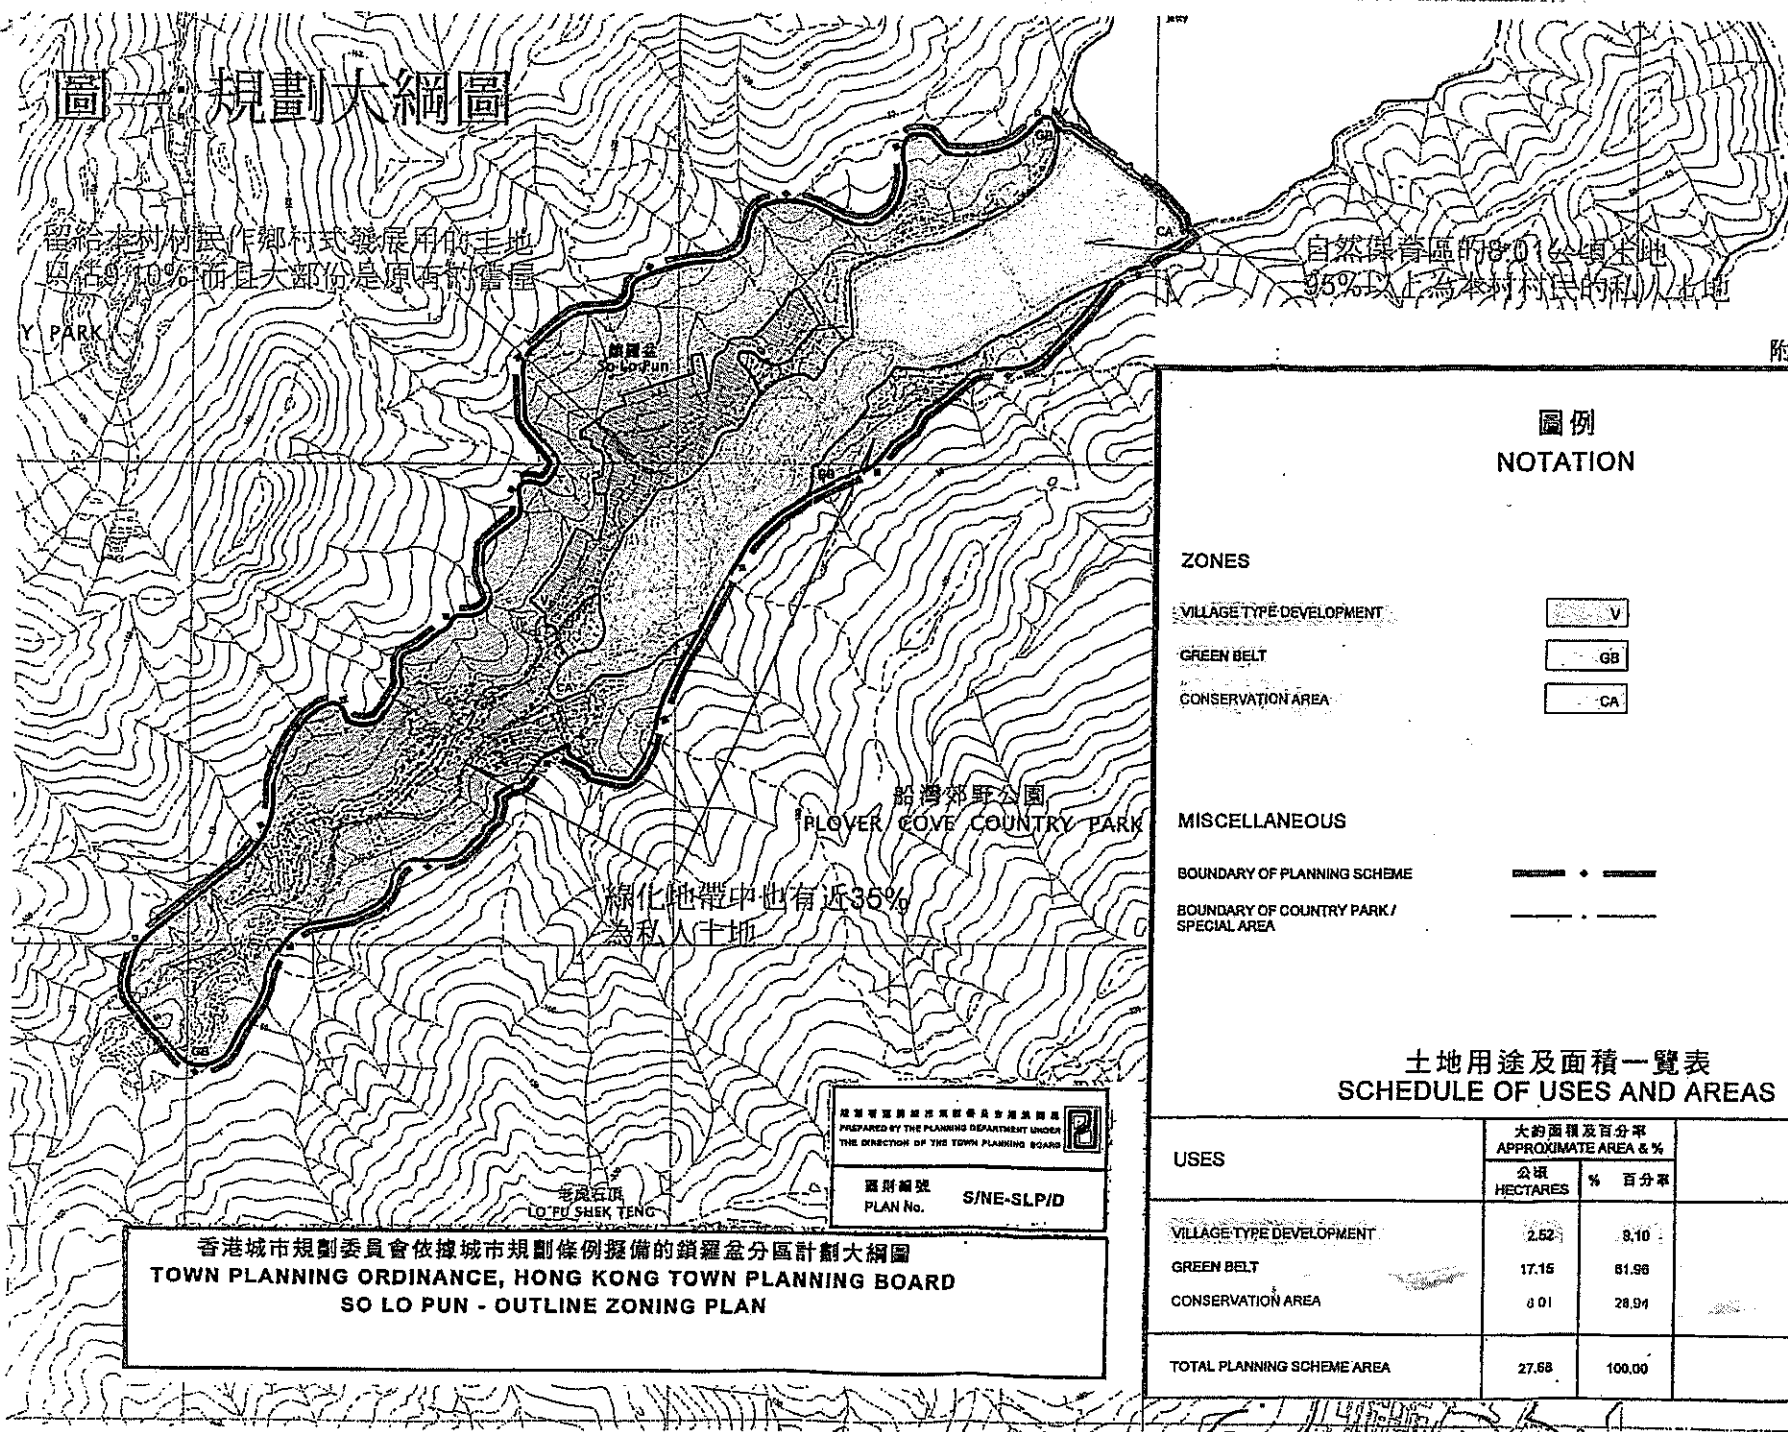 jetty
圖一 規劃大綱圖
GB
留給本村村民作鄉村式發展用的土地
只佔9.10% 而且大部份是原有的舊屋
CA
自然保育區的8.01公頃土地
95%以上為本村村民的私人土地
Y PARK
鎖羅盆
So Lo Pun
附
圖例
NOTATION
GB
ZONES
VILLAGE TYPE DEVELOPMENT
V
GREEN BELT
GB
CONSERVATION AREA
CA
CA
船灣郊野公園
PLOVER COVE COUNTRY PARK
MISCELLANEOUS
BOUNDARY OF PLANNING SCHEME
BOUNDARY OF COUNTRY PARK /
SPECIAL AREA
綠化地帶中也有近35%
為私人土地
GB
土地用途及面積一覽表
SCHEDULE OF USES AND AREAS
USES
大約面積及百分率
APPROXIMATE AREA & %
公頃
HECTARES
% 百分率
VILLAGE TYPE DEVELOPMENT 2.52 9.10
GREEN BELT 17.15 61.96
CONSERVATION AREA 8.01 28.94
TOTAL PLANNING SCHEME AREA 27.68 100.00
PREPARED BY THE PLANNING DEPARTMENT UNDER
THE DIRECTION OF THE TOWN PLANNING BOARD
圖則編號
PLAN No.
S/NE-SLP/D
老虎石頂
LO FU SHEK TENG
香港城市規劃委員會依據城市規劃條例擬備的鎖羅盆分區計劃大綱圖
TOWN PLANNING ORDINANCE, HONG KONG TOWN PLANNING BOARD
SO LO PUN - OUTLINE ZONING PLAN